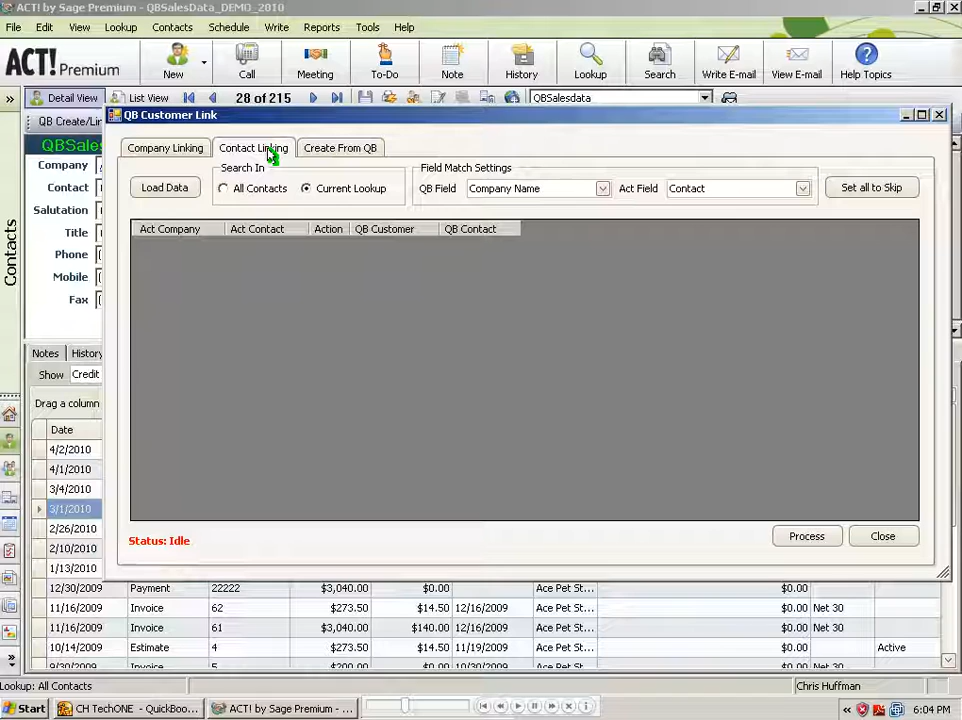 ACT! by Sage Premium - QBSalesData_DEMO_2010
File Edit View Lookup Contacts Schedule Write Reports Tools Help
ACT! Premium New Call Meeting To-Do Note History Lookup Search Write E-mail View E-mail Help Topics
» Detail View List View 28 of 215 QBSalesdata
QB Customer Link
QB Create/Lin
Company Linking Contact Linking Create From QB
QBSales
Company
Search In Field Match Settings
Contact
Load Data All Contacts Current Lookup QB Field Company Name Act Field Contact Set all to Skip
Salutation
Title
Act Company Act Contact Action QB Customer QB Contact
Phone
Mobile
Fax
Contacts
Notes History
Show Credit
Drag a column
Date
4/2/2010
4/1/2010
3/4/2010
3/1/2010
2/26/2010
2/10/2010
1/13/2010
Status: Idle Process Close
12/30/2009 Payment 22222 $3,040.00 $0.00 Ace Pet St... $0.00
11/16/2009 Invoice 62 $273.50 $14.50 12/16/2009 Ace Pet St... $0.00 Net 30
11/16/2009 Invoice 61 $3,040.00 $140.00 12/16/2009 Ace Pet St... $0.00 Net 30
10/14/2009 Estimate 4 $273.50 $14.50 11/19/2009 Ace Pet St... $0.00 Active
9/30/2009 Invoice 5 $200.00 $0.00 10/30/2009 Ace Pet St... $0.00 Net 30
Lookup: All Contacts Chris Huffman
Start CH TechONE - QuickBoo... ACT! by Sage Premium - ... « 6:04 PM